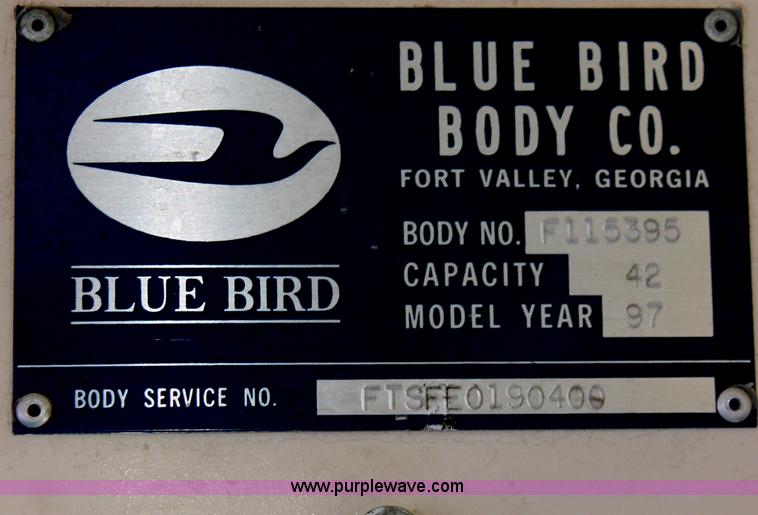 BLUE BIRD
BODY CO.
FORT VALLEY, GEORGIA
BODY NO. F115395
CAPACITY 42
MODEL YEAR 97
BLUE BIRD
BODY SERVICE NO. FTSFE0190400
www.purplewave.com